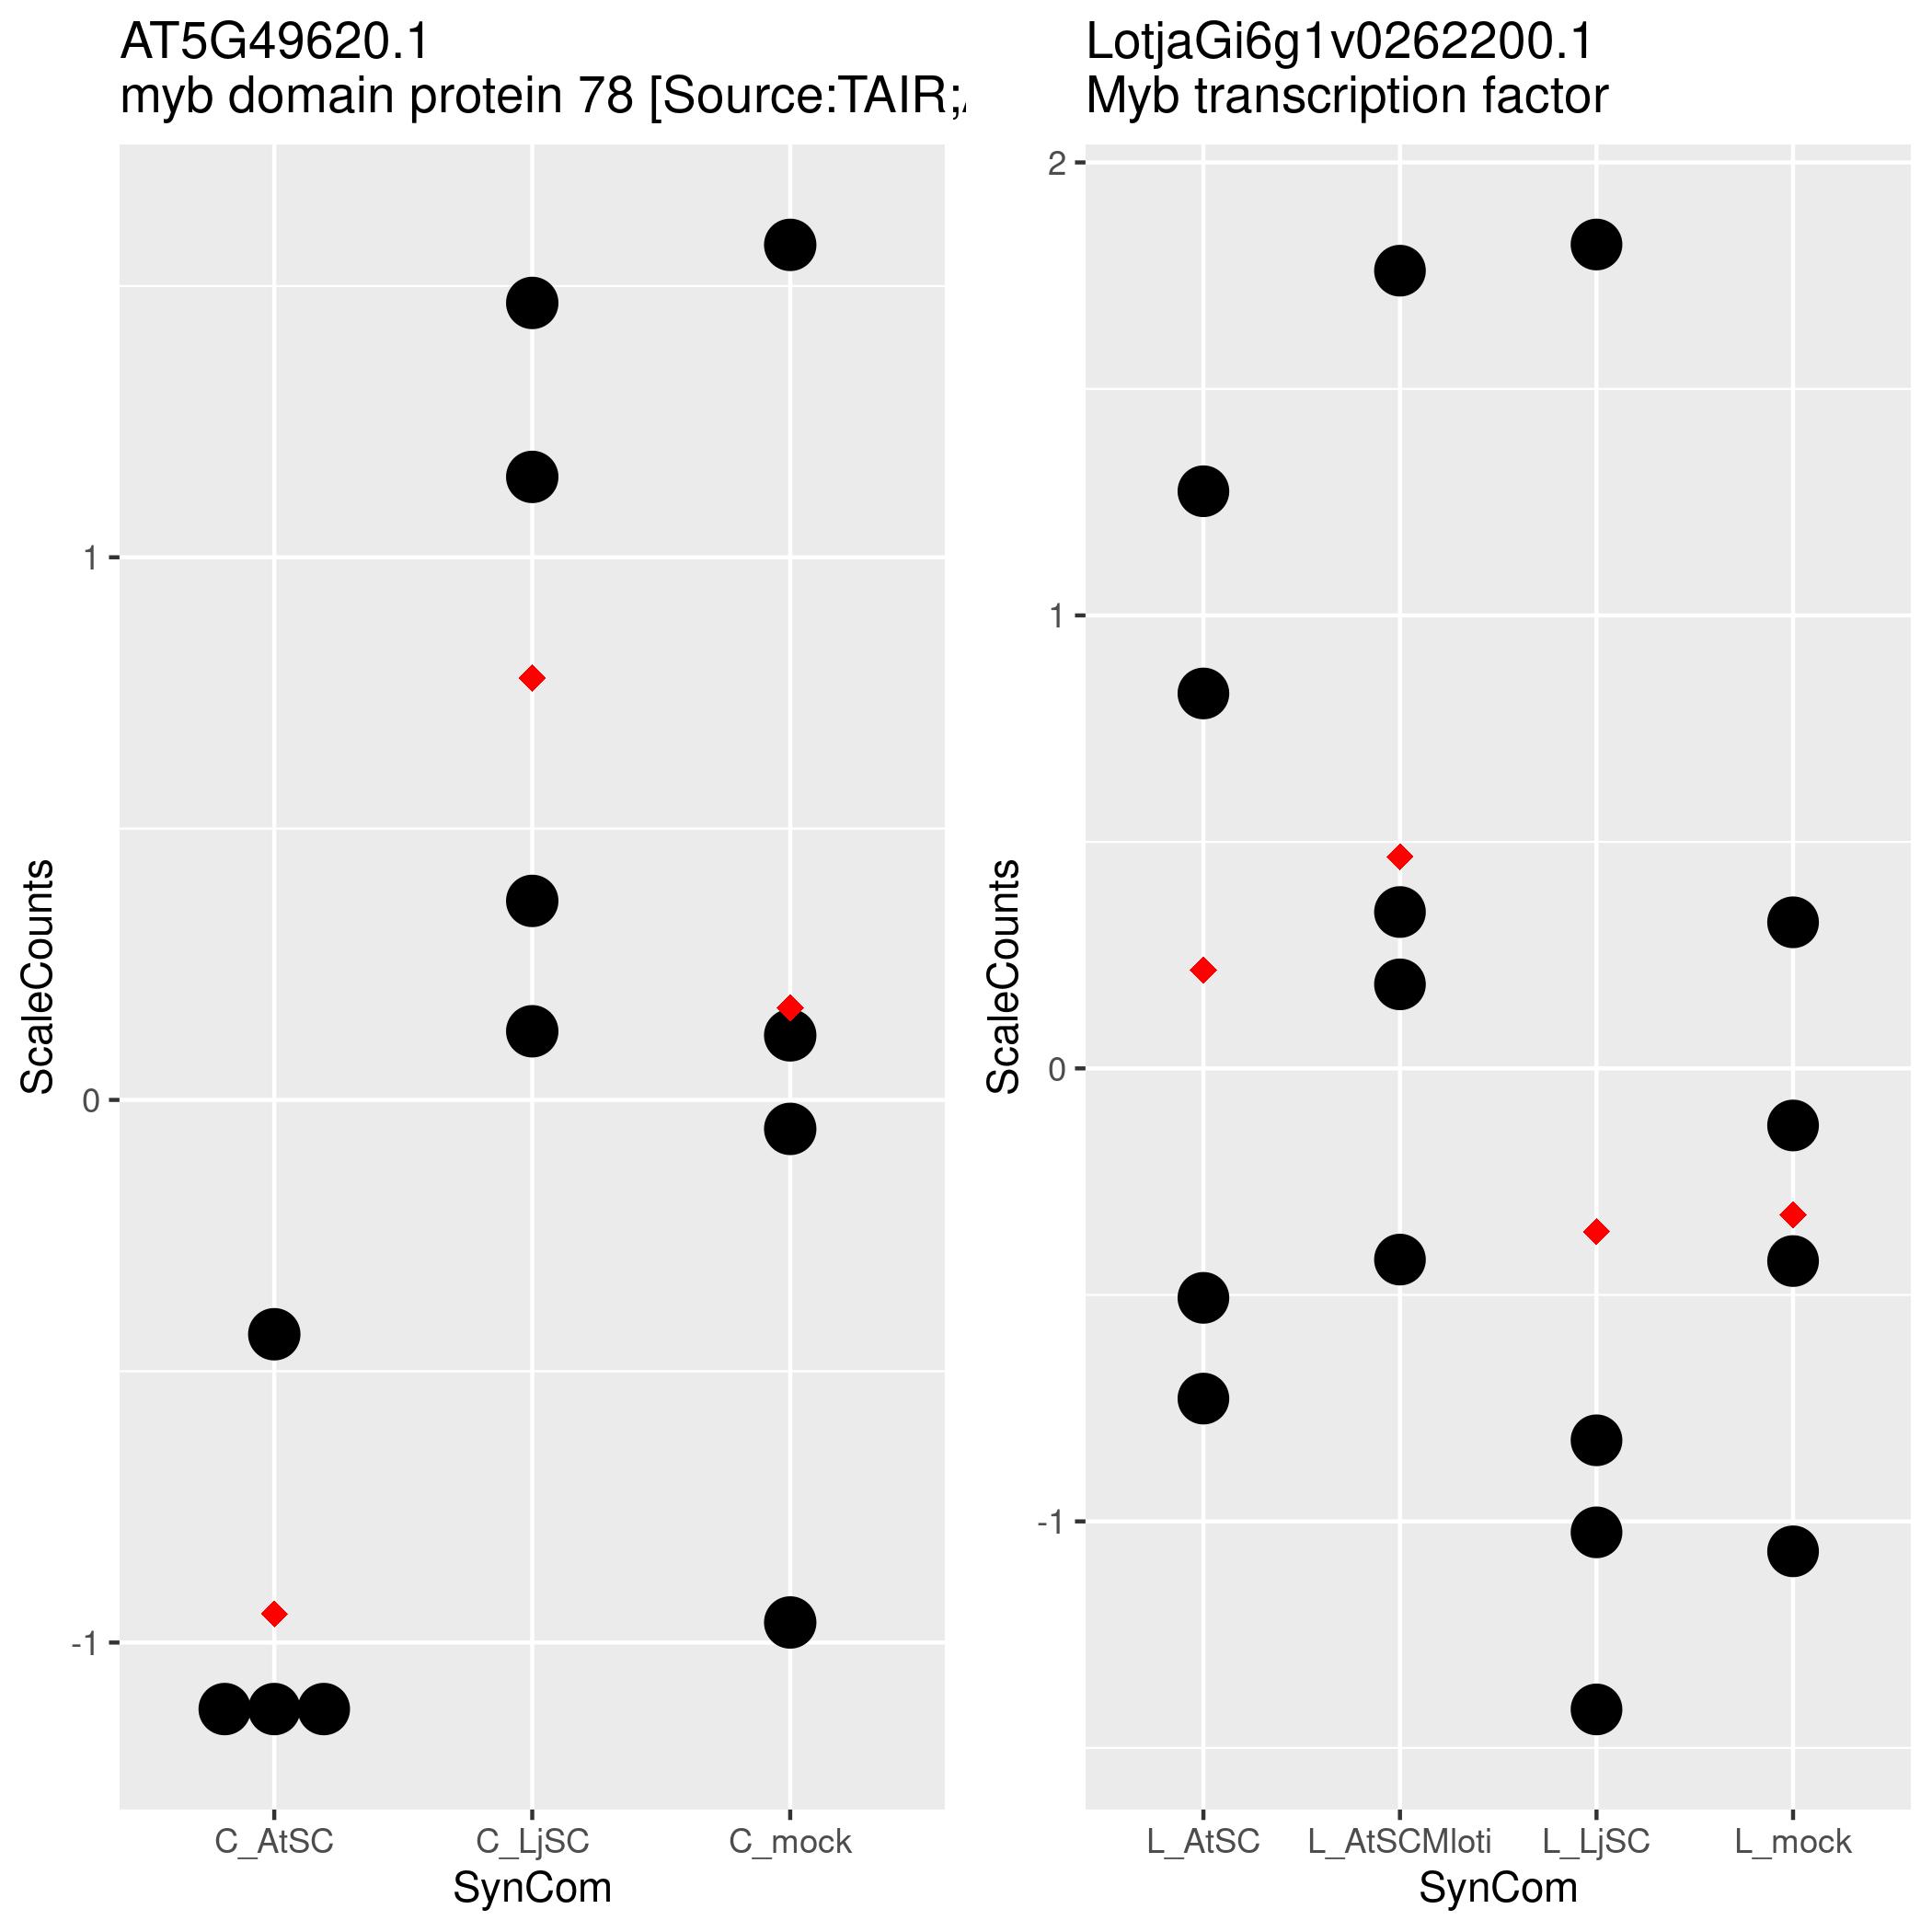 AT5G49620.1
myb domain protein 78 [Source:TAIR;
ScaleCounts
1
0
-1
C_AtSC C_LjSC C_mock
SynCom
LotjaGi6g1v0262200.1
Myb transcription factor
ScaleCounts
2
1
0
-1
L_AtSC L_AtSCMloti L_LjSC L_mock
SynCom